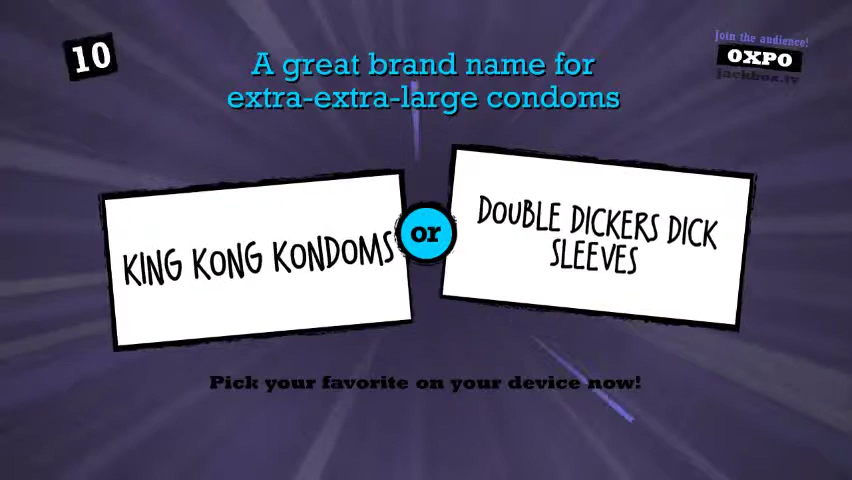 10
A great brand name for
extra-extra-large condoms
Join the audience!
OXPO
jackbox.tv
KING KONG KONDOMS
or
DOUBLE DICKERS DICK
SLEEVES
Pick your favorite on your device now!